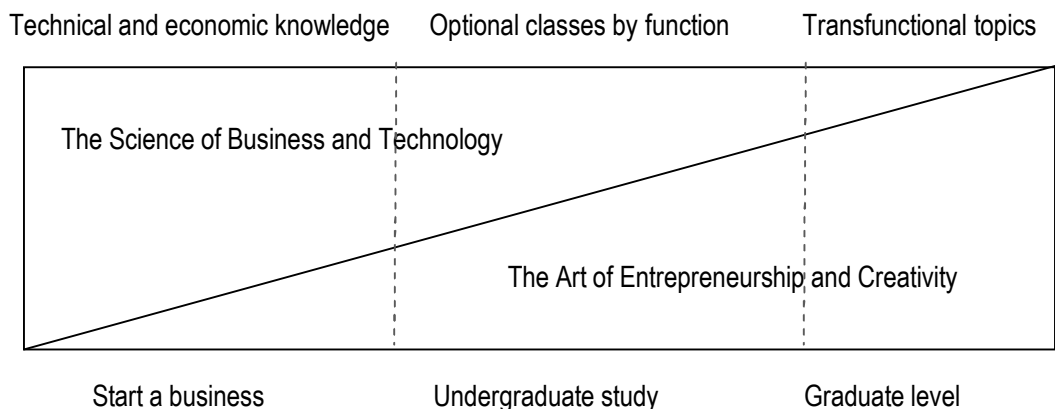 Technical and economic knowledge Optional classes by function Transfunctional topics
The Science of Business and Technology
The Art of Entrepreneurship and Creativity
Start a business Undergraduate study Graduate level